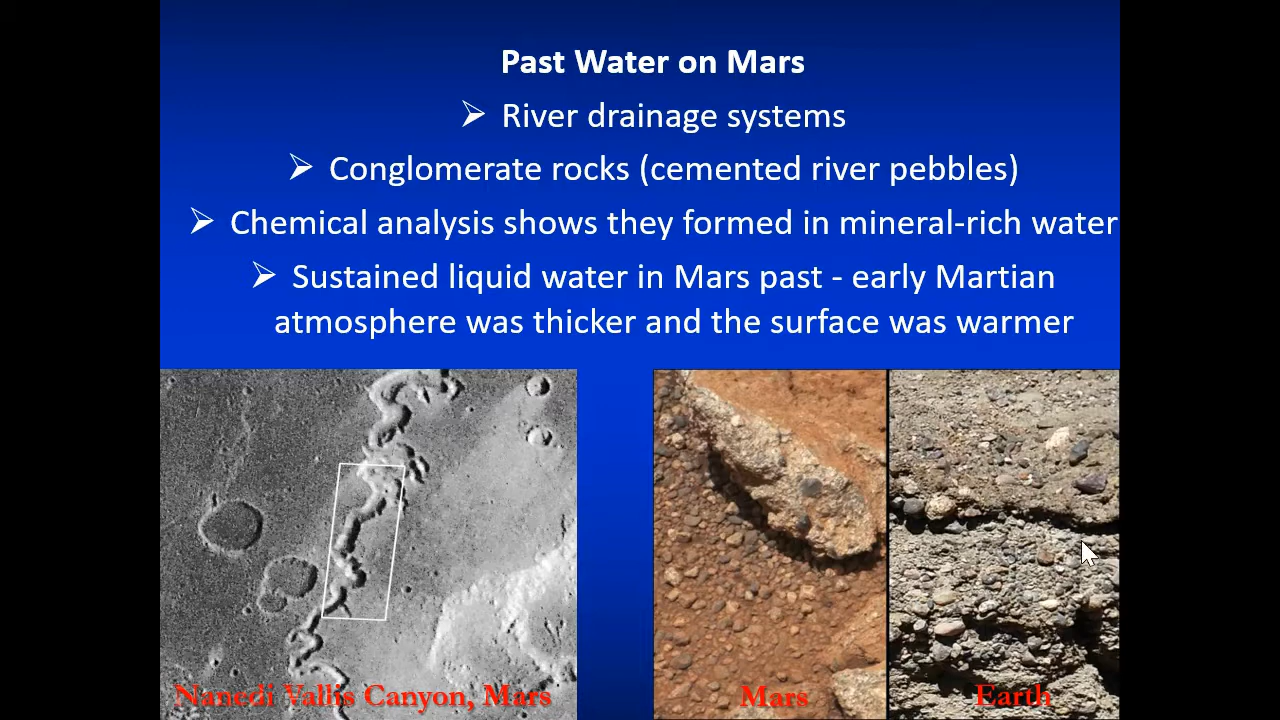 Past Water on Mars
➢ River drainage systems
➢ Conglomerate rocks (cemented river pebbles)
➢ Chemical analysis shows they formed in mineral-rich water
➢ Sustained liquid water in Mars past - early Martian
atmosphere was thicker and the surface was warmer
Nanedi Vallis Canyon, Mars
Mars
Earth